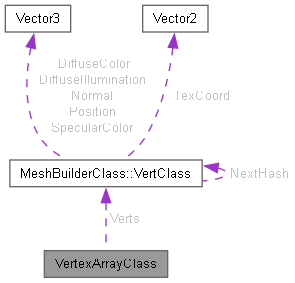 Vector3
Vector2
DiffuseColor
DiffuseIllumination
Normal
Position
SpecularColor
TexCoord
MeshBuilderClass::VertClass
NextHash
Verts
VertexArrayClass